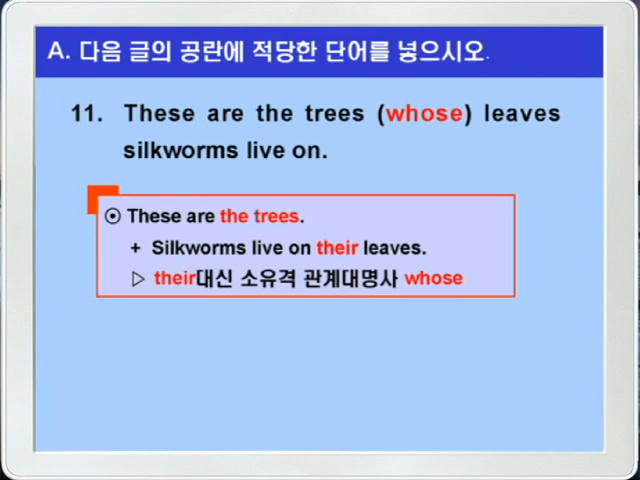 A. 다음 글의 공란에 적당한 단어를 넣으시오.
11. These are the trees (whose) leaves
silkworms live on.
⊙ These are the trees.
+ Silkworms live on their leaves.
▷ their대신 소유격 관계대명사 whose